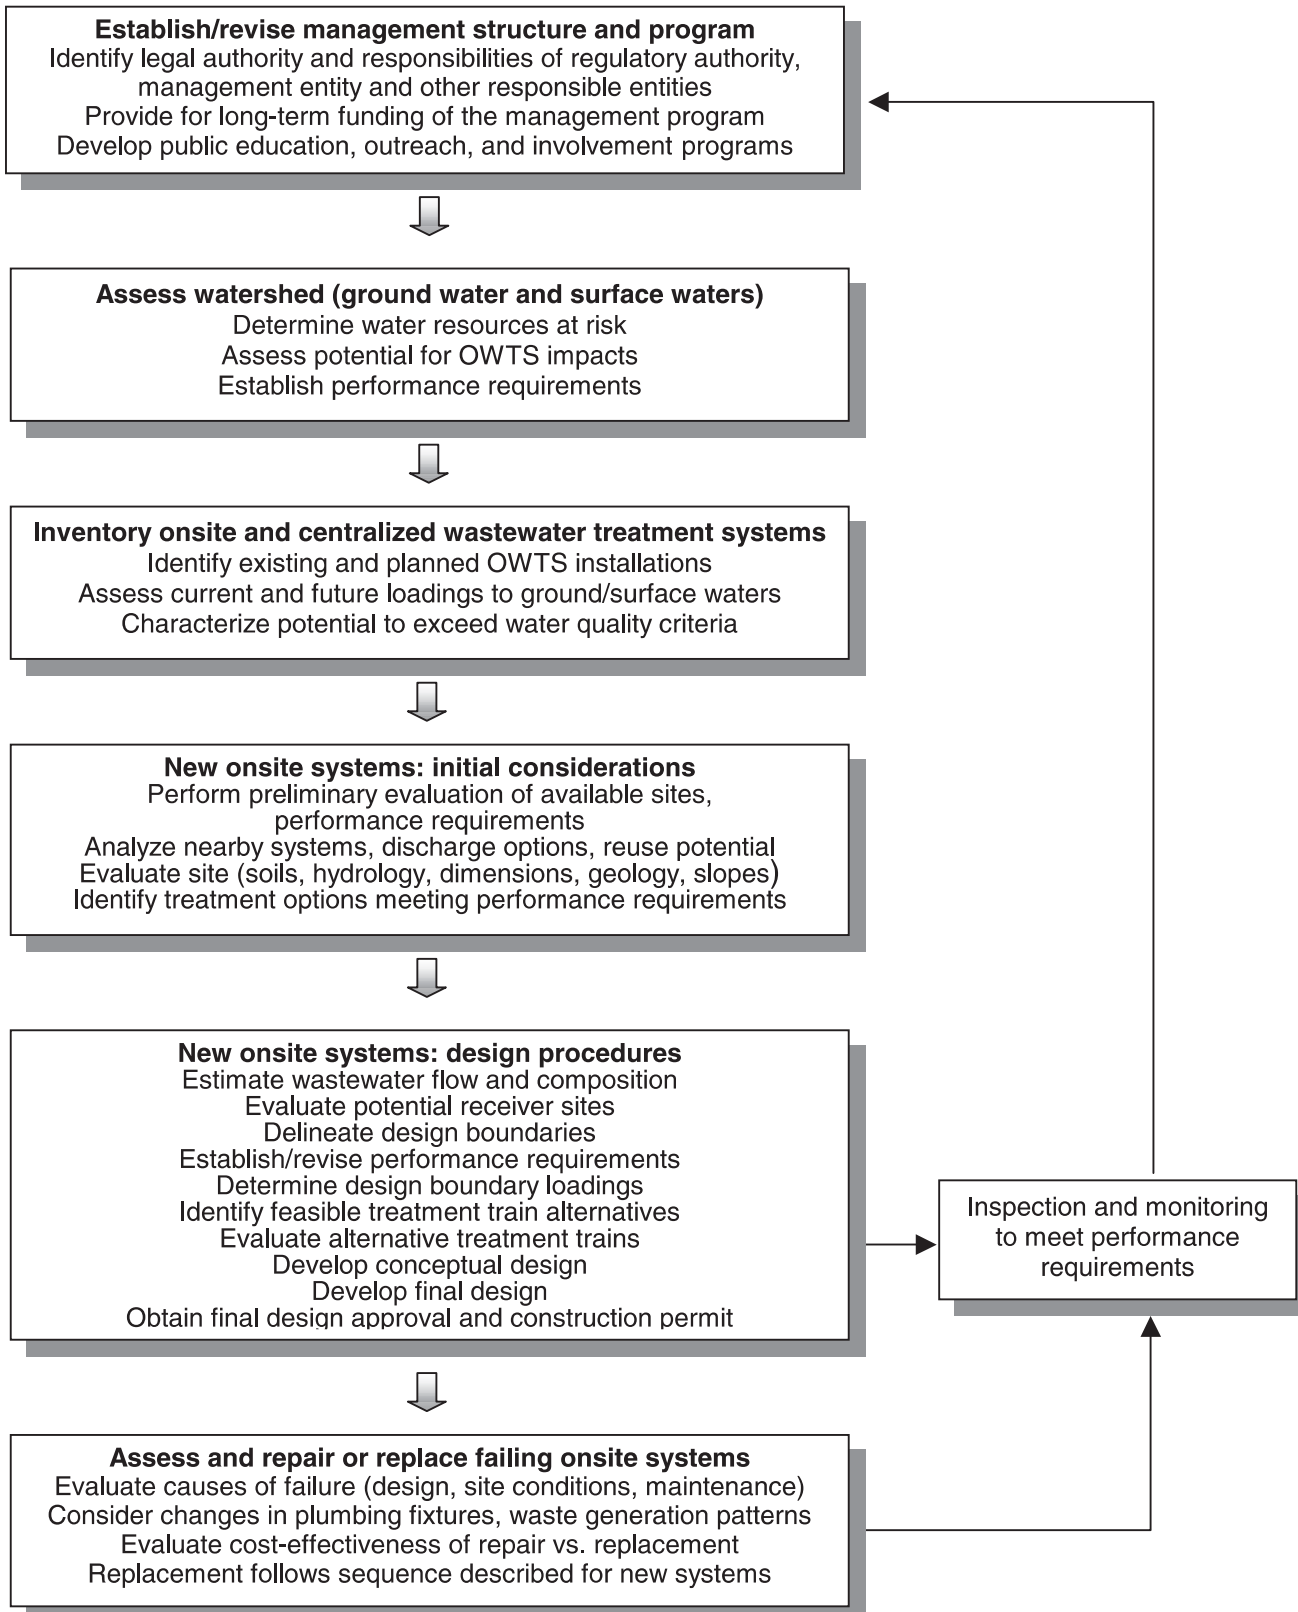 Establish/revise management structure and program
Identify legal authority and responsibilities of regulatory authority,
management entity and other responsible entities
Provide for long-term funding of the management program
Develop public education, outreach, and involvement programs
Assess watershed (ground water and surface waters)
Determine water resources at risk
Assess potential for OWTS impacts
Establish performance requirements
Inventory onsite and centralized wastewater treatment systems
Identify existing and planned OWTS installations
Assess current and future loadings to ground/surface waters
Characterize potential to exceed water quality criteria
New onsite systems: initial considerations
Perform preliminary evaluation of available sites,
performance requirements
Analyze nearby systems, discharge options, reuse potential
Evaluate site (soils, hydrology, dimensions, geology, slopes)
Identify treatment options meeting performance requirements
New onsite systems: design procedures
Estimate wastewater flow and composition
Evaluate potential receiver sites
Delineate design boundaries
Establish/revise performance requirements
Determine design boundary loadings
Identify feasible treatment train alternatives
Evaluate alternative treatment trains
Develop conceptual design
Develop final design
Obtain final design approval and construction permit
Inspection and monitoring
to meet performance
requirements
Assess and repair or replace failing onsite systems
Evaluate causes of failure (design, site conditions, maintenance)
Consider changes in plumbing fixtures, waste generation patterns
Evaluate cost-effectiveness of repair vs. replacement
Replacement follows sequence described for new systems